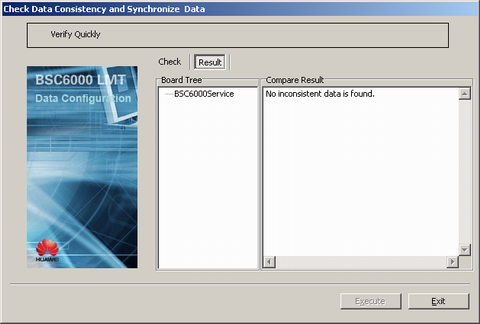 Check Data Consistency and Synchronize Data
Verify Quickly
BSC6000 LMT
Data Configuration
HUAWEI
Check
Result
Board Tree
BSC6000Service
Compare Result
No inconsistent data is found.
Execute
Exit